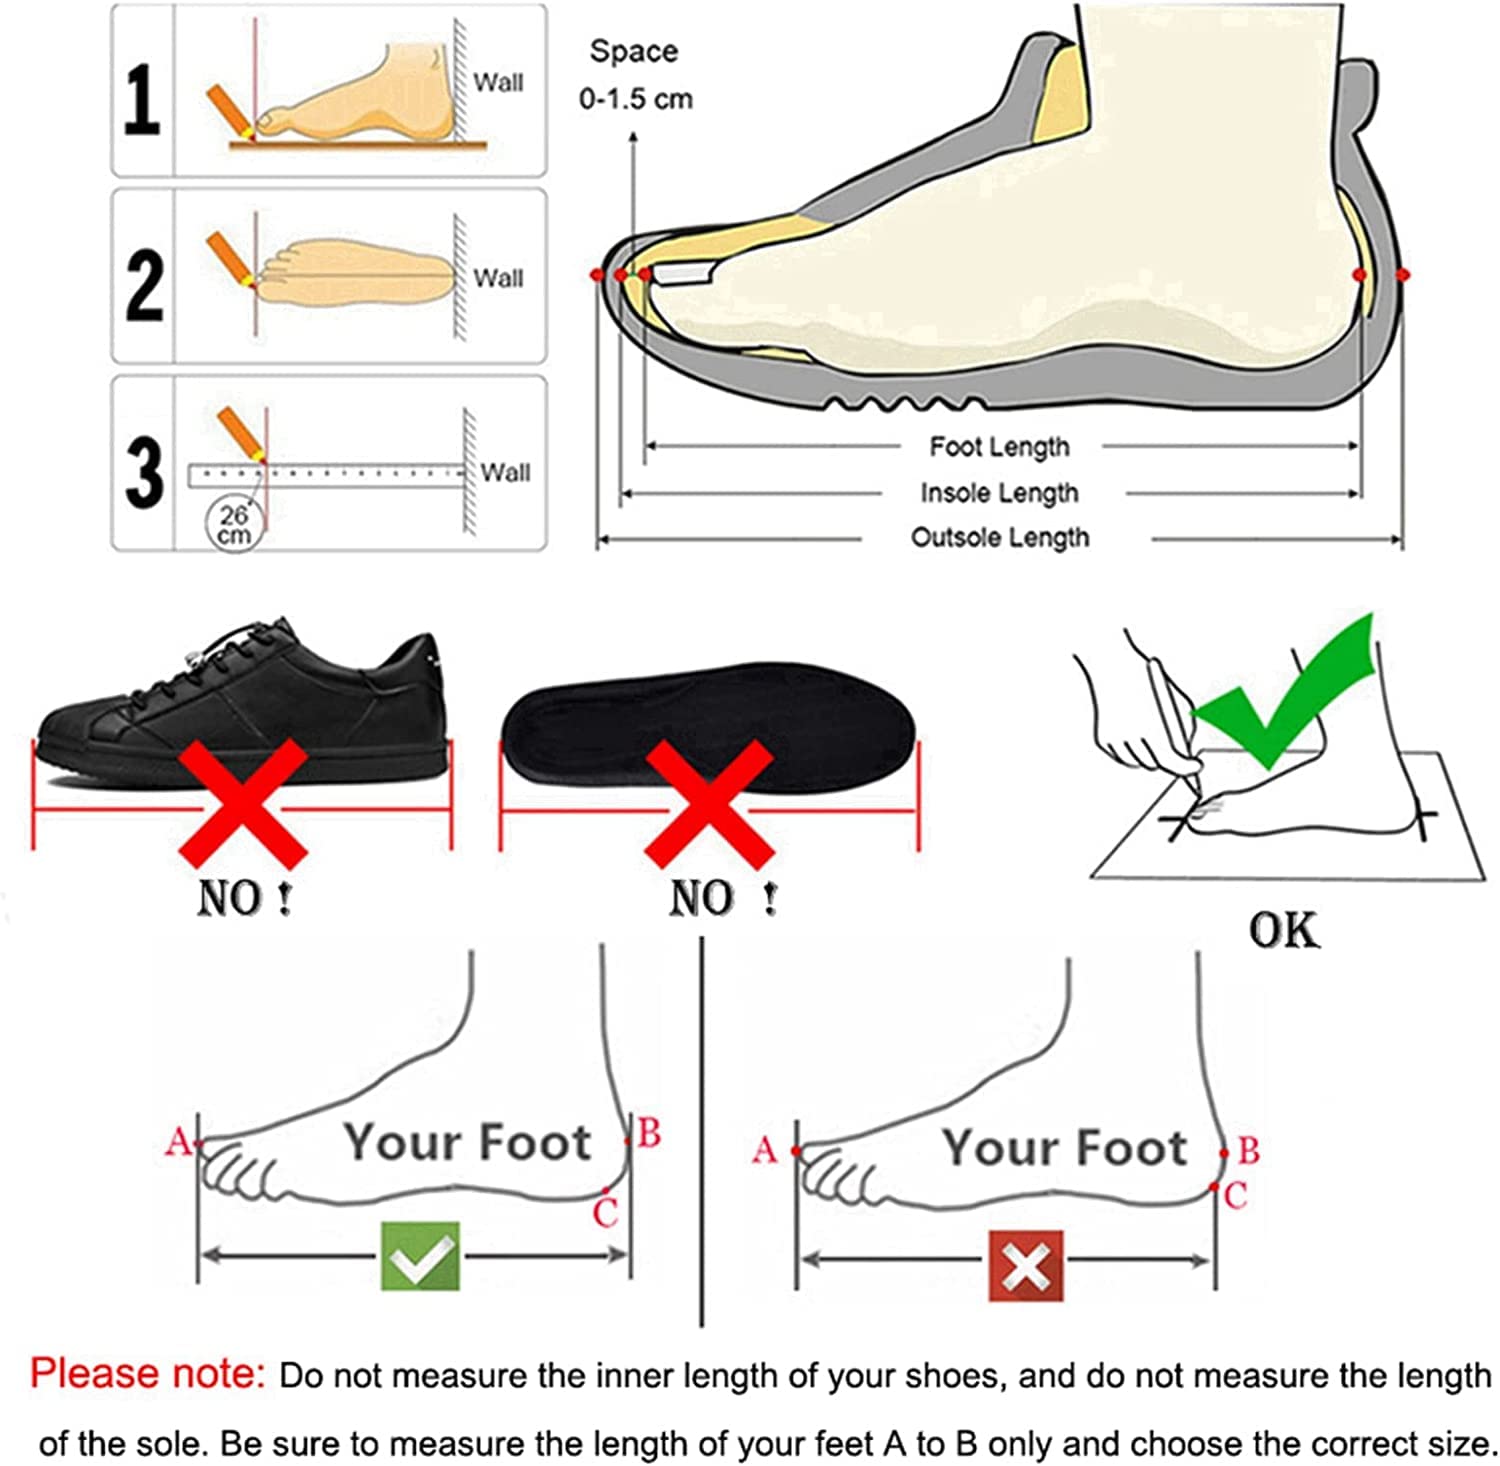 1
Wall
2
Wall
3
Wall
26
cm
Space
0-1.5 cm
Foot Length
Insole Length
Outsole Length
NO !
NO !
OK
A
Your Foot
B
C
A
Your Foot
B
C
Please note: Do not measure the inner length of your shoes, and do not measure the length
of the sole. Be sure to measure the length of your feet A to B only and choose the correct size.